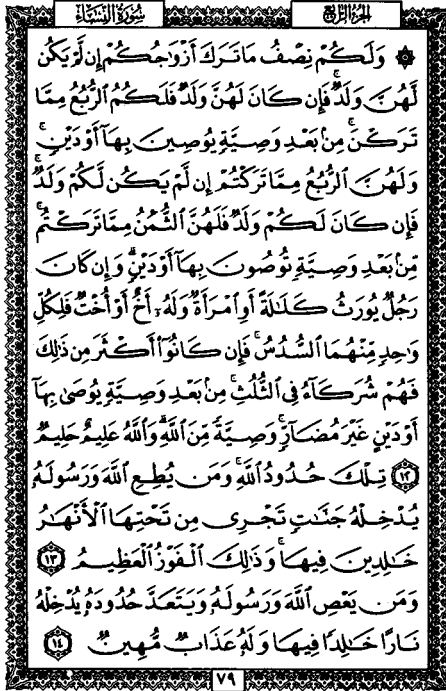 الجزء الرابع
سورة النساء
۞ وَلَكُمْ نِصْفُ مَا تَرَكَ أَزْوَٰجُكُمْ إِن لَّمْ يَكُن
لَّهُنَّ وَلَدٌ ۚ فَإِن كَانَ لَهُنَّ وَلَدٌ فَلَكُمُ ٱلرُّبُعُ مِمَّا
تَرَكْنَ ۚ مِنۢ بَعْدِ وَصِيَّةٍ يُوصِينَ بِهَآ أَوْ دَيْنٍ ۚ
وَلَهُنَّ ٱلرُّبُعُ مِمَّا تَرَكْتُمْ إِن لَّمْ يَكُن لَّكُمْ وَلَدٌ ۚ
فَإِن كَانَ لَكُمْ وَلَدٌ فَلَهُنَّ ٱلثُّمُنُ مِمَّا تَرَكْتُم ۚ
مِّنۢ بَعْدِ وَصِيَّةٍ تُوصُونَ بِهَآ أَوْ دَيْنٍ ۗ وَإِن كَانَ
رَجُلٌ يُورَثُ كَلَٰلَةً أَوِ ٱمْرَأَةٌ وَلَهُۥٓ أَخٌ أَوْ أُخْتٌ فَلِكُلِّ
وَٰحِدٍ مِّنْهُمَا ٱلسُّدُسُ ۚ فَإِن كَانُوٓا۟ أَكْثَرَ مِن ذَٰلِكَ
فَهُمْ شُرَكَآءُ فِى ٱلثُّلُثِ ۚ مِنۢ بَعْدِ وَصِيَّةٍ يُوصَىٰ بِهَآ
أَوْ دَيْنٍ غَيْرَ مُضَآرٍّ ۚ وَصِيَّةً مِّنَ ٱللَّهِ ۗ وَٱللَّهُ عَلِيمٌ حَلِيمٌ
١٢ تِلْكَ حُدُودُ ٱللَّهِ ۚ وَمَن يُطِعِ ٱللَّهَ وَرَسُولَهُۥ
يُدْخِلْهُ جَنَّٰتٍ تَجْرِى مِن تَحْتِهَا ٱلْأَنْهَٰرُ
خَٰلِدِينَ فِيهَا ۚ وَذَٰلِكَ ٱلْفَوْزُ ٱلْعَظِيمُ ١٣
وَمَن يَعْصِ ٱللَّهَ وَرَسُولَهُۥ وَيَتَعَدَّ حُدُودَهُۥ يُدْخِلْهُ
نَارًا خَٰلِدًا فِيهَا وَلَهُۥ عَذَابٌ مُّهِينٌ ١٤
٧٩